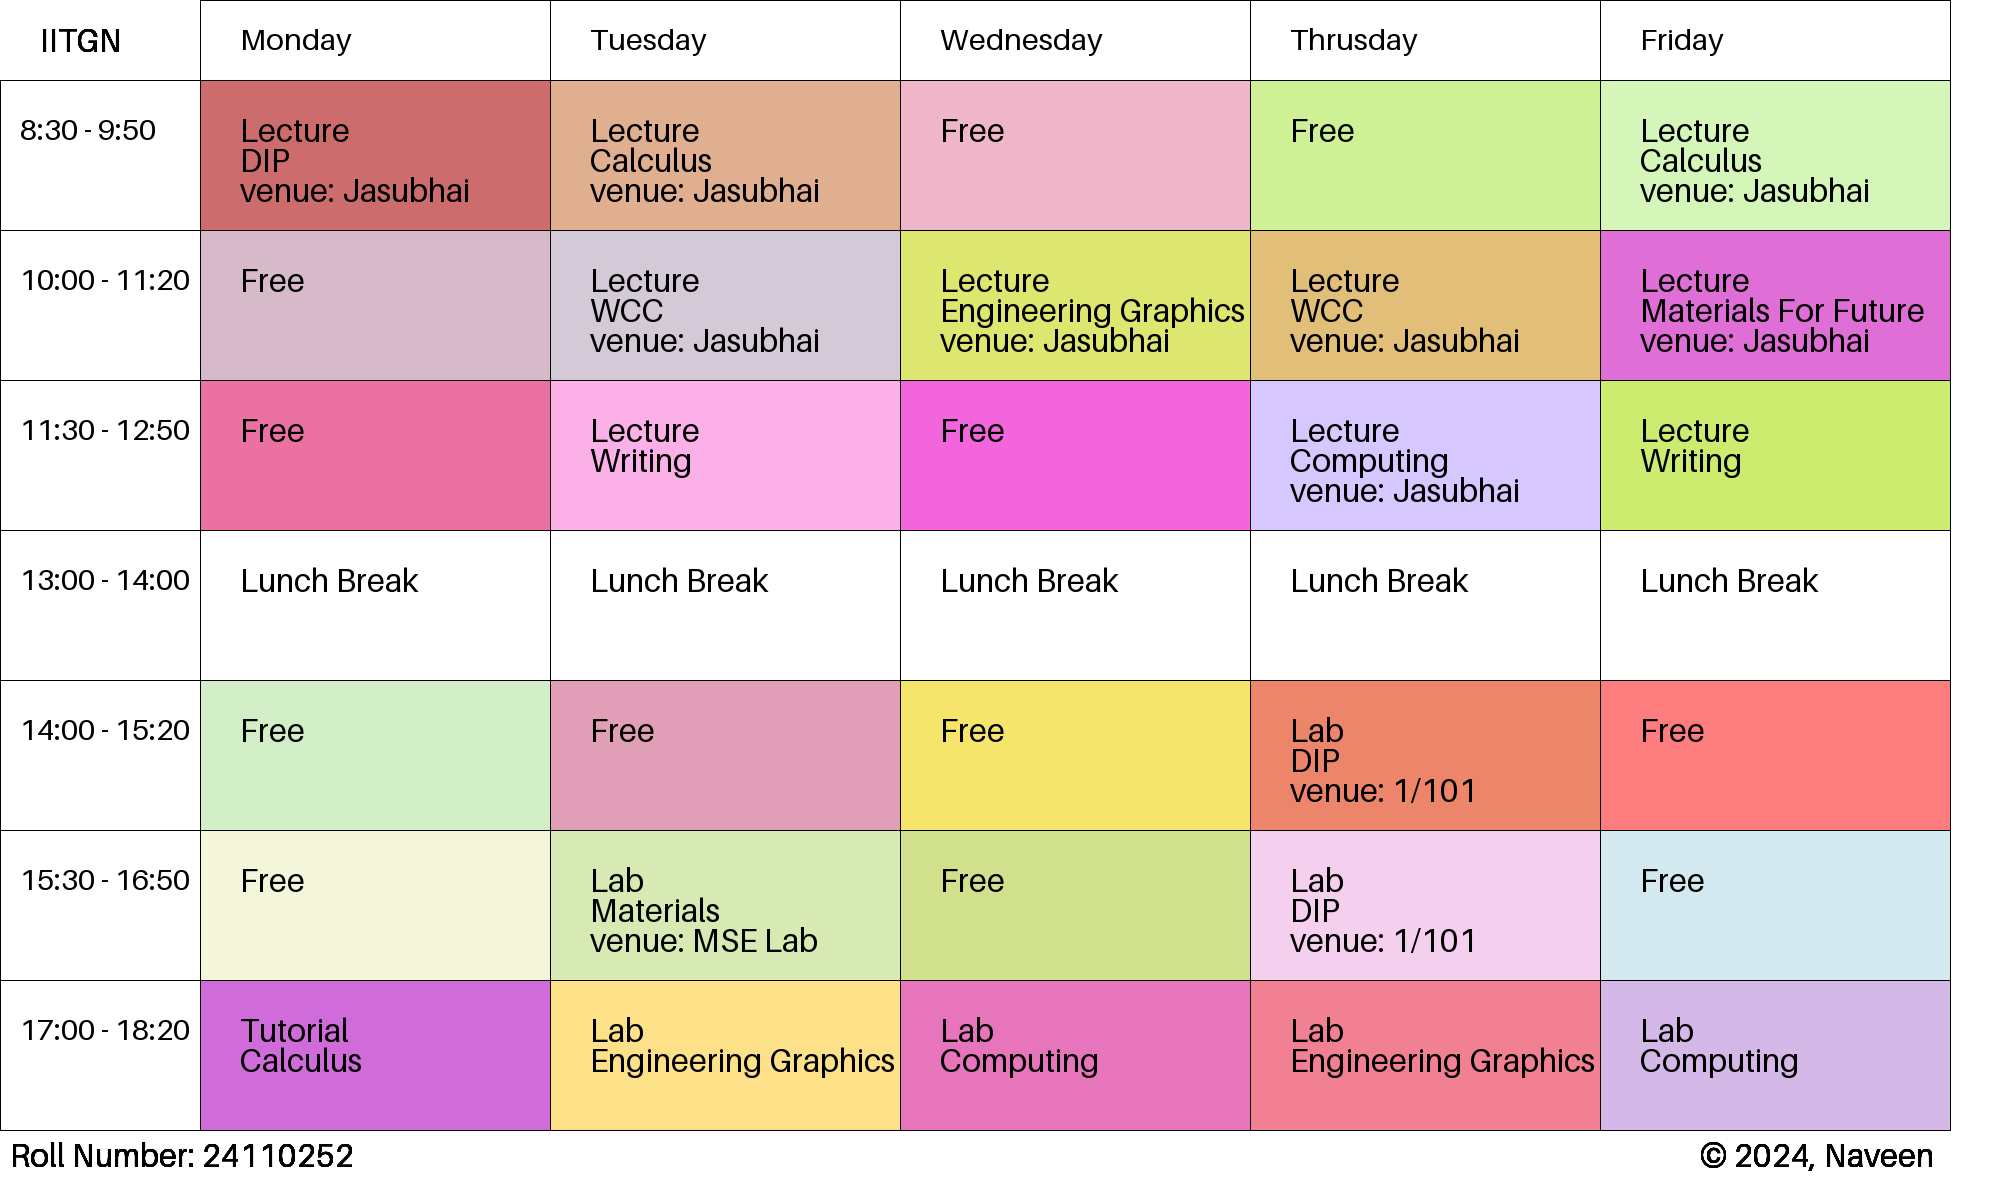 IITGN Monday Tuesday Wednesday Thrusday Friday
8:30 - 9:50
Lecture
DIP
venue: Jasubhai
Lecture
Calculus
venue: Jasubhai
Free
Free
Lecture
Calculus
venue: Jasubhai
10:00 - 11:20
Free
Lecture
WCC
venue: Jasubhai
Lecture
Engineering Graphics
venue: Jasubhai
Lecture
WCC
venue: Jasubhai
Lecture
Materials For Future
venue: Jasubhai
11:30 - 12:50
Free
Lecture
Writing
Free
Lecture
Computing
venue: Jasubhai
Lecture
Writing
13:00 - 14:00
Lunch Break
Lunch Break
Lunch Break
Lunch Break
Lunch Break
14:00 - 15:20
Free
Free
Free
Lab
DIP
venue: 1/101
Free
15:30 - 16:50
Free
Lab
Materials
venue: MSE Lab
Free
Lab
DIP
venue: 1/101
Free
17:00 - 18:20
Tutorial
Calculus
Lab
Engineering Graphics
Lab
Computing
Lab
Engineering Graphics
Lab
Computing
Roll Number: 24110252
© 2024, Naveen